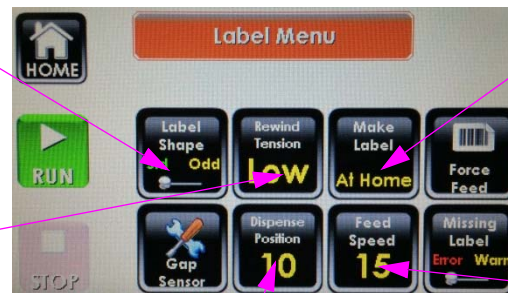 Label Menu
HOME
RUN
STOP
Label
Shape
Odd
Rewind
Tension
Low
Make
Label
At Home
Force
Feed
Gap
Sensor
Dispense
Position
10
Feed
Speed
15
Missing
Label
Error Warn